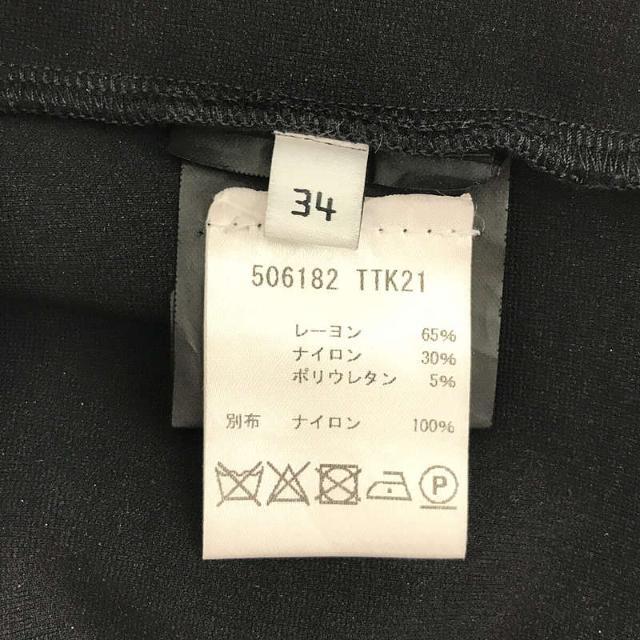 34
506182 TTK21
レーヨン 65%
ナイロン 30%
ポリウレタン 5%
別布 ナイロン 100%
P